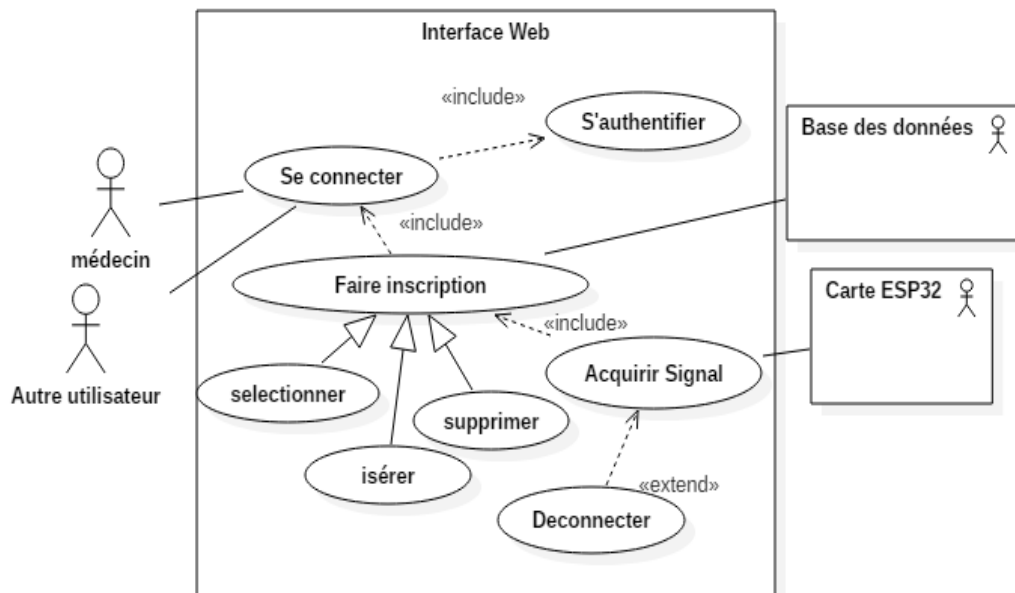 Interface Web
«include»
S'authentifier
Base des données
Se connecter
médecin
«include»
Faire inscription
Carte ESP32
«include»
Autre utilisateur
selectionner
Acquirir Signal
supprimer
isérer
«extend»
Deconnecter